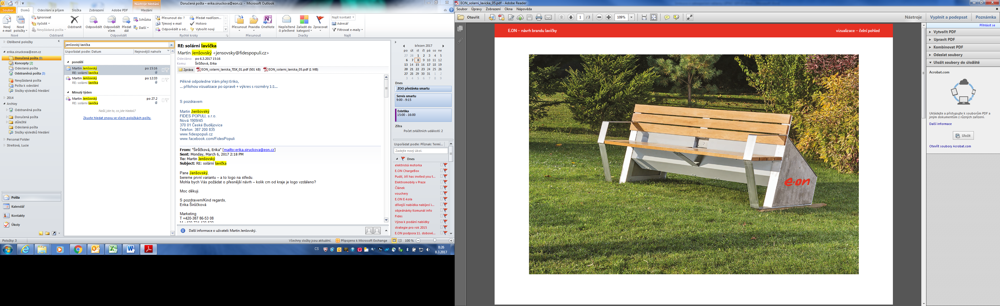 Doručená pošta – erika.siruckova@eon.cz - Microsoft Outlook
Nástroje hledání
Soubor Domů Odesílání a příjem Složka Zobrazení Adobe PDF Hledání
Nový e-mail
Nové položky
Nové
Ignorovat
Vyčistit
Nevyžádaná pošta
Odstranit
Odstranit
Odpovědět
Odpovědět všem
Předat dál
Schůzka
Další
Odpovědět
Přesunout do: ?
Týmový e-mail
Odpovědět a od...
Předat nadřízen...
Hotovo
Vytvořit nový
Rychlé kroky
Přesunout
Pravidla
OneNote
Přesunout
Nepřečtené či přečtené
Zařadit do kategorií
Zpracovat
Značky
Najít kontakt
Adresář
Filtrovat e-maily
Najít
Oblíbené položky
erika.siruckova@eon.cz
Doručená pošta (9)
Koncepty [2]
Odeslaná pošta
Odstraněná pošta (3)
Nevyžádaná pošta
Pošta k odeslání
Složky výsledků hledání
2014
Archivy
Odstraněná pošta
Doručená pošta
důležité
Odeslaná pošta
Složky výsledků hledání
Personal Folder
Streitová, Lucie
Pošta
Kalendář
Kontakty
Úkoly
jenšovský lavička
Uspořádat podle: Datum Nejnovější nahoře
pondělí
Martin Jenšovský po 15:16
RE: solární lavička
Martin Jenšovský po 12:33
RE: solární lavička
Minulý týden
Martin Jenšovský po 27.2
RE: solární lavička
Našli jste to, co jste hledali?
Zkuste hledat znovu ve všech položkách pošty.
RE: solární lavička
Martin Jenšovský <jensovsky@fidespopuli.cz>
Odesláno: po 6.3.2017 15:16
Komu: Širůčková, Erika
Zpráva EON_solarni_lavicka_TISK_01.pdf (501 kB) EON_solarni_lavicka_05.pdf (1 MB)
Pěkné odpoledne Vám přeji Eriko,
... přílohou vizualizace po úpravě + výkres s rozměry 1:1...
S pozdravem
Martin Jenšovský
FIDES POPULI, s.r.o.
Nová 1909/45
370 01 České Budějovice
Telefon: 387 200 835
www.fidespopuli.cz
www.facebook.com/FidesPopuli
From: "Širůčková, Erika" [mailto:erika.siruckova@eon.cz]
Sent: Monday, March 6, 2017 2:18 PM
To: Martin Jenšovský
Subject: RE: solární lavička
Pane Jenšovský,
bereme první variantu – a to logo na středu.
Mohla bych Vás požádat o přesnější návrh – kolik cm od kraje je logo vzdáleno?
Moc děkuji.
S pozdravem/Kind regards,
Erika Širůčková
Marketing
T +420-387 86-53 08
Další informace o uživateli: Martin Jenšovský.
březen 2017
po út st čt pá so ne
27 28 1 2 3 4 5
6 7 8 9 10 11 12
13 14 15 16 17 18 19
20 21 22 23 24 25 26
27 28 29 30 31 1 2
3 4 5 6 7 8 9
Dnes
ZOO předávka smartu
Servis smartu
9:00 - 9:15
Estetika
15:00 - 16:00
Zítra
Počet zvláštních událostí: 2
Uspořádat podle: Příznak: Termí...
Zadejte nový úkol.
Dnes
elektrická motorka
E.ON ChargeBox
Pudil, Jiří has invited you t...
Elektromobily v Praze
Článek
vouchery
E.ON E-kola
dřívější nabídka nabíjecí i...
objednávky Komunál info
Fides
Výzva k podání nabídky
strategie pro rok 2015
E.ON podpora 11. dobové...
Položky: 3
Všechny složky jsou aktuální. Připojeno k Microsoft Exchange 100 %
CS
8:26
8.3.2017
EON_solarni_lavicka_05.pdf - Adobe Reader
Soubor Úpravy Zobrazení Okno Nápověda
Otevřít 1 / 3 109% Nástroje Vyplnit a podepsat Poznámka
E.ON – návrh brandu lavičky vizualizace – čelní pohled
e·on
Přihlásit se
Vytvořit PDF
Upravit PDF
Kombinovat PDF
Odeslat soubory
Uložit soubory do úložiště
Acrobat.com
Ukládejte a přistupujte k souborům PDF a
jiným dokumentům z různých zařízení.
Další informace
Uložit
Otevřít soubory Acrobat.com